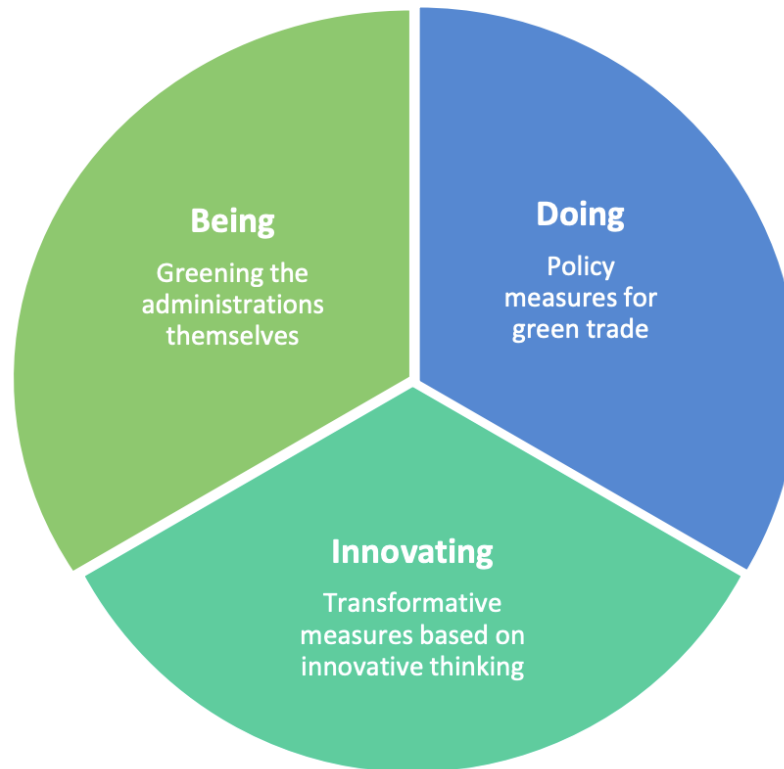 Being
Greening the
administrations
themselves
Doing
Policy
measures for
green trade
Innovating
Transformative
measures based on
innovative thinking